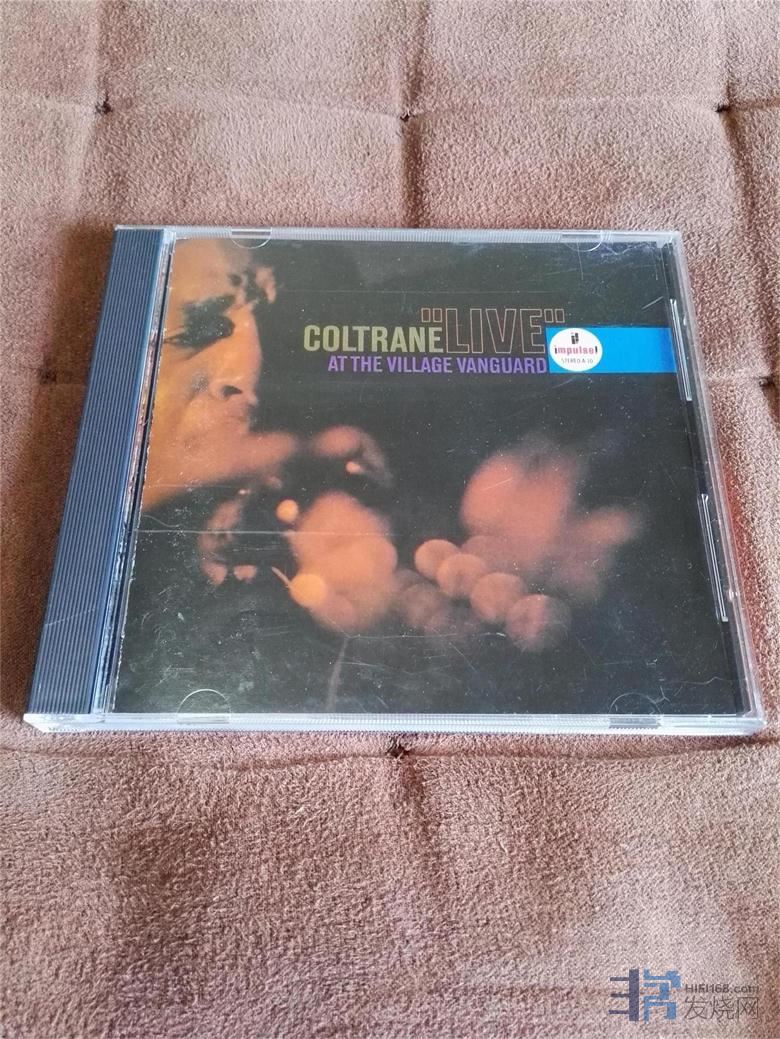 COLTRANE "LIVE"
AT THE VILLAGE VANGUARD
impulse!
STEREO A-10
HIFI168.com
发烧网